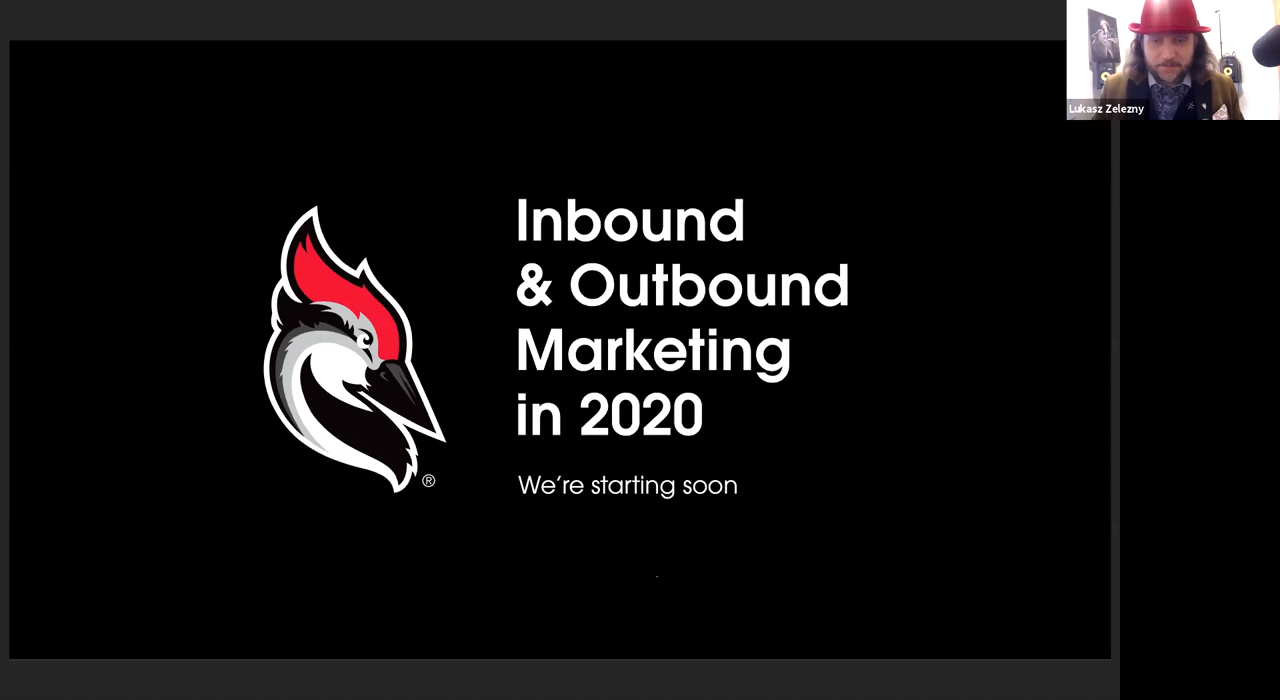 Lukasz Zelezny
Inbound
& Outbound
Marketing
in 2020
We’re starting soon
®